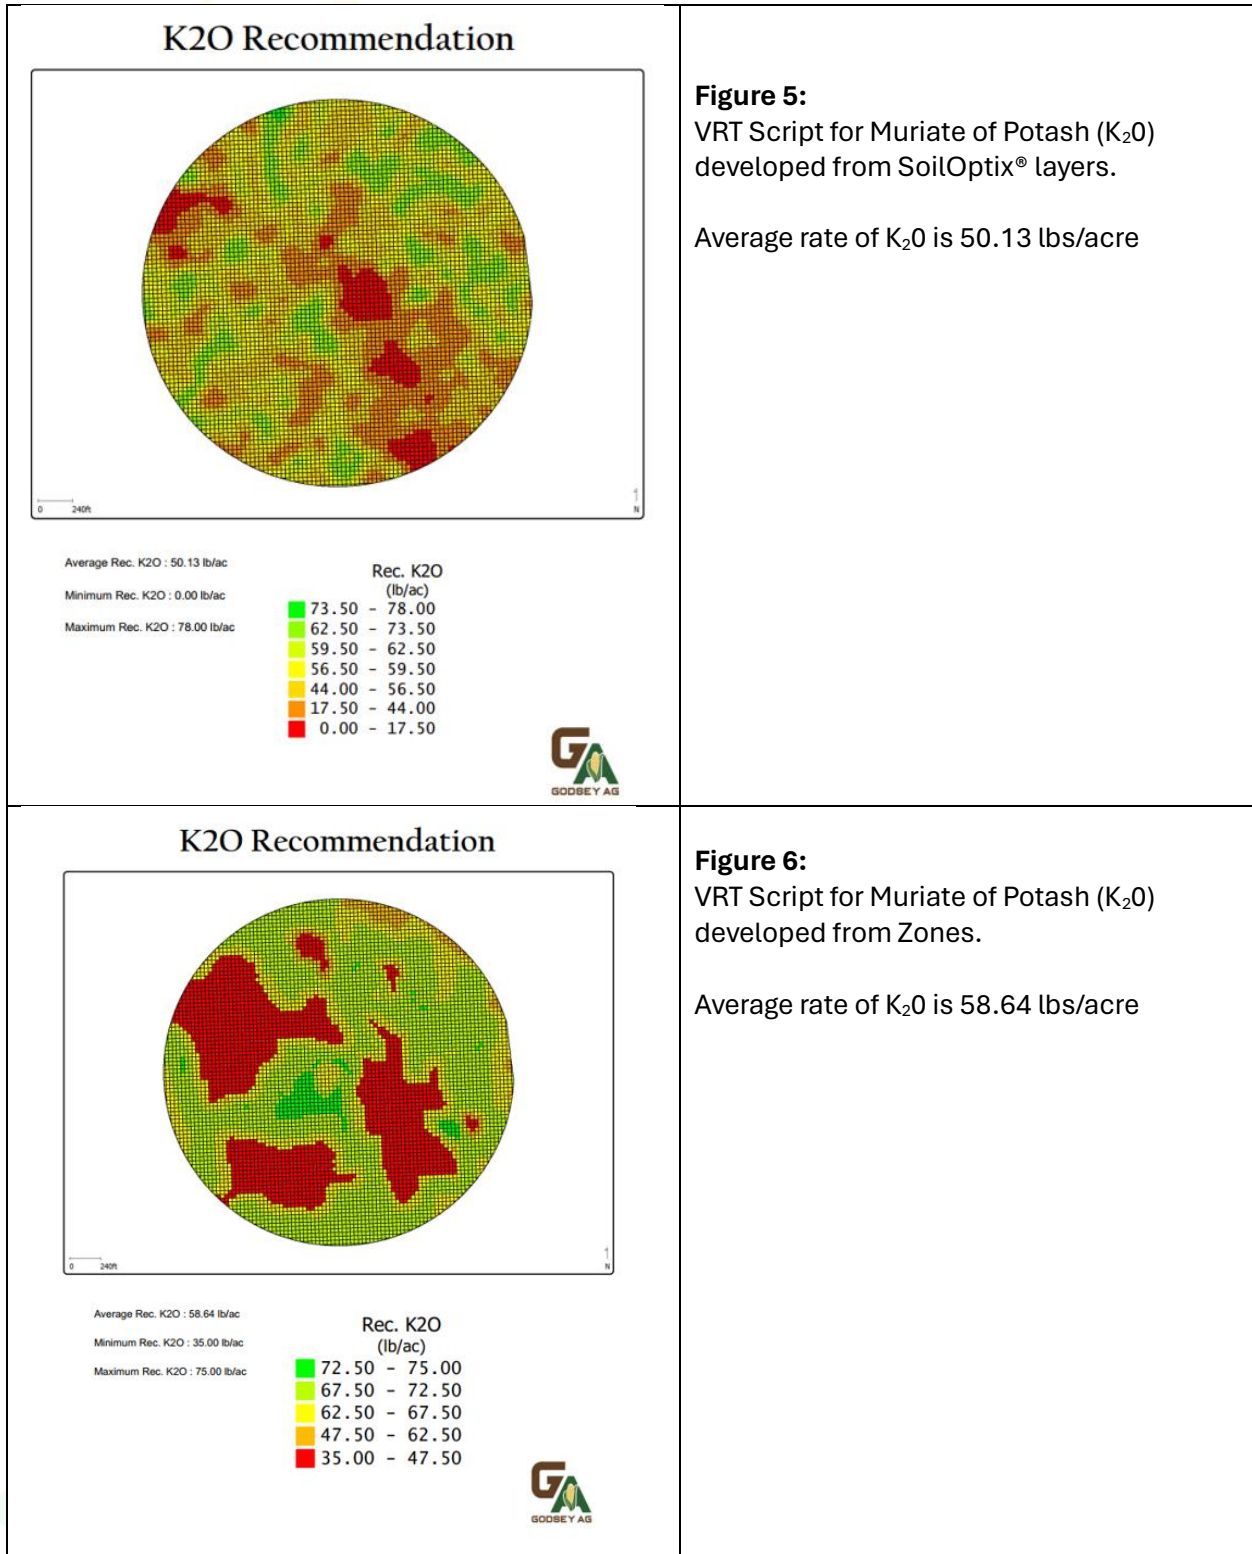 K2O Recommendation
0 240ft
N
Average Rec. K2O : 50.13 lb/ac
Minimum Rec. K2O : 0.00 lb/ac
Maximum Rec. K2O : 78.00 lb/ac
Rec. K2O
(lb/ac)
73.50 - 78.00
62.50 - 73.50
59.50 - 62.50
56.50 - 59.50
44.00 - 56.50
17.50 - 44.00
0.00 - 17.50
GA
GODSEY AG
Figure 5:
VRT Script for Muriate of Potash (K₂0)
developed from SoilOptix® layers.
Average rate of K₂0 is 50.13 lbs/acre
K2O Recommendation
0 240ft
N
Average Rec. K2O : 58.64 lb/ac
Minimum Rec. K2O : 35.00 lb/ac
Maximum Rec. K2O : 75.00 lb/ac
Rec. K2O
(lb/ac)
72.50 - 75.00
67.50 - 72.50
62.50 - 67.50
47.50 - 62.50
35.00 - 47.50
GA
GODSEY AG
Figure 6:
VRT Script for Muriate of Potash (K₂0)
developed from Zones.
Average rate of K₂0 is 58.64 lbs/acre